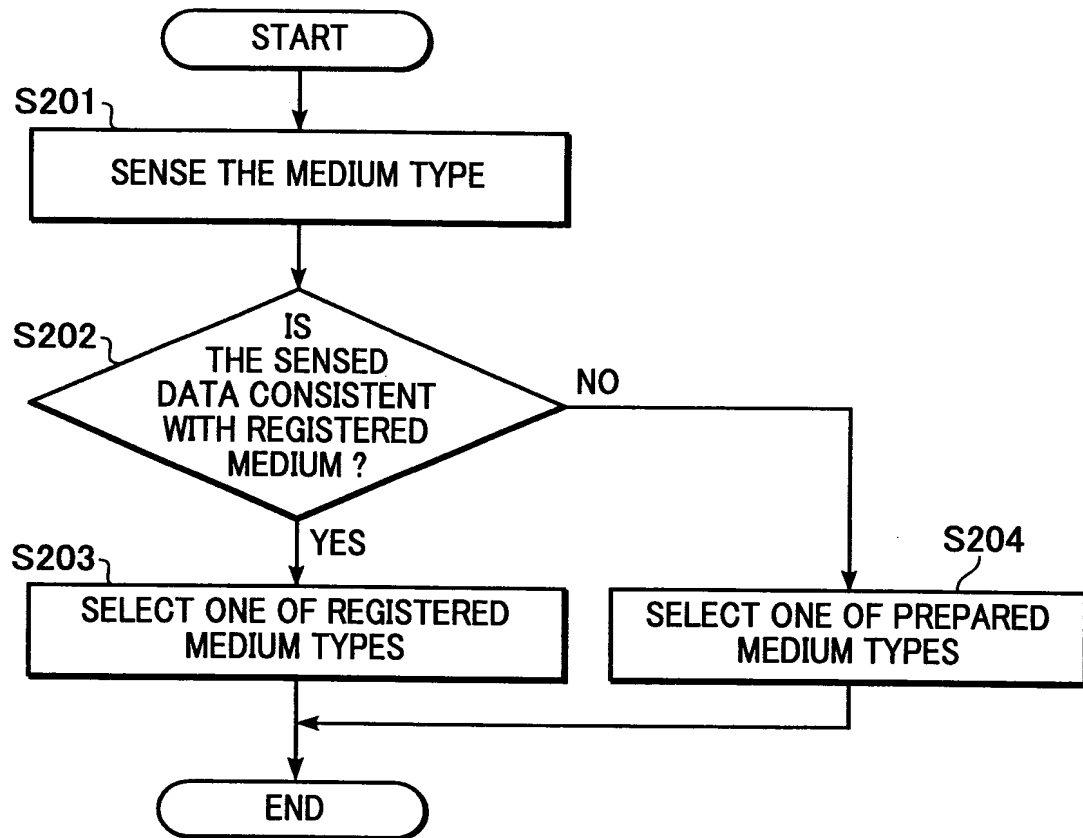 START
S201
SENSE THE MEDIUM TYPE
S202
IS
THE SENSED
DATA CONSISTENT
WITH REGISTERED
MEDIUM ?
NO
YES
S203
SELECT ONE OF REGISTERED
MEDIUM TYPES
S204
SELECT ONE OF PREPARED
MEDIUM TYPES
END